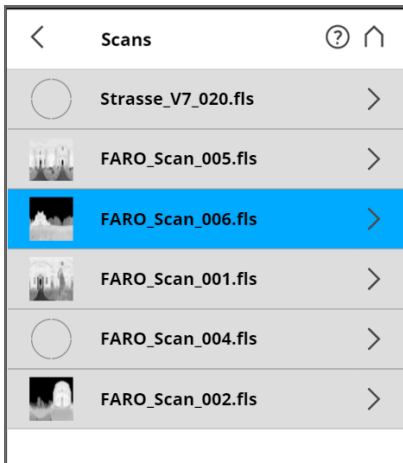 Scans
Strasse_V7_020.fls
FARO_Scan_005.fls
FARO_Scan_006.fls
FARO_Scan_001.fls
FARO_Scan_004.fls
FARO_Scan_002.fls